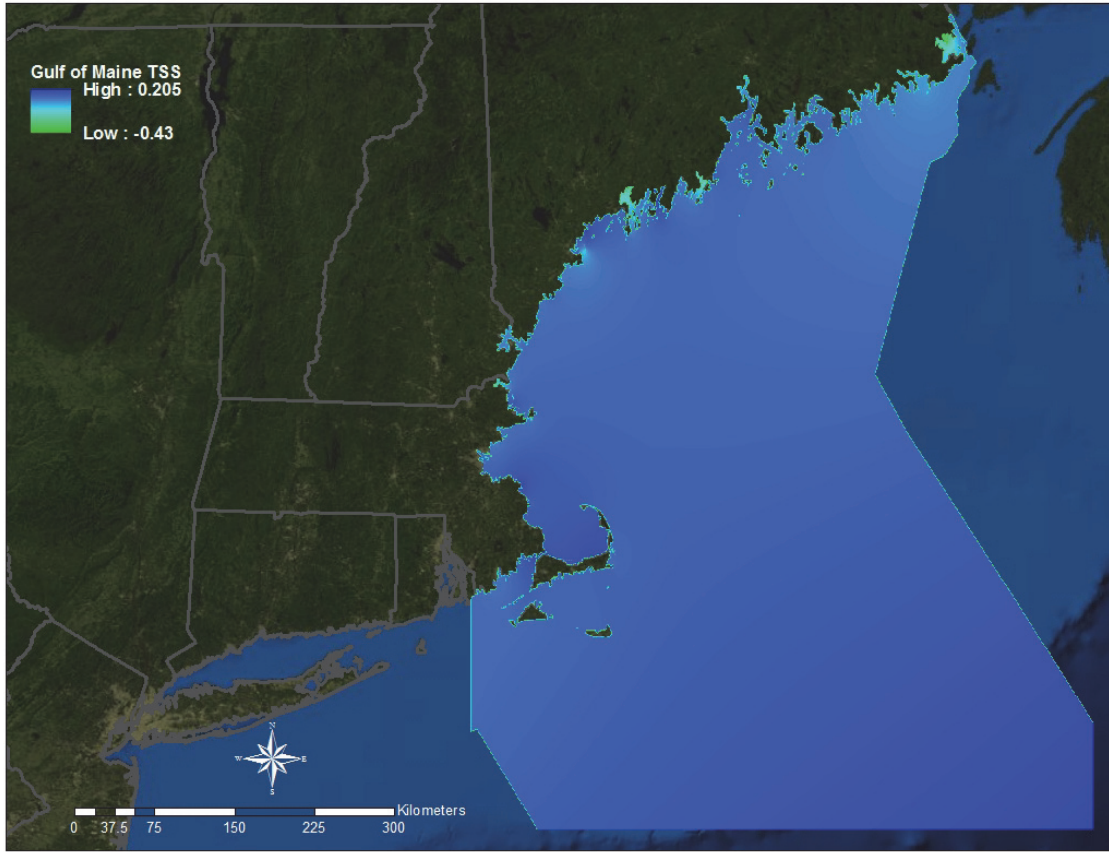 Gulf of Maine TSS
High : 0.205
Low : -0.43
N
W E
S
Kilometers
0 37.5 75 150 225 300